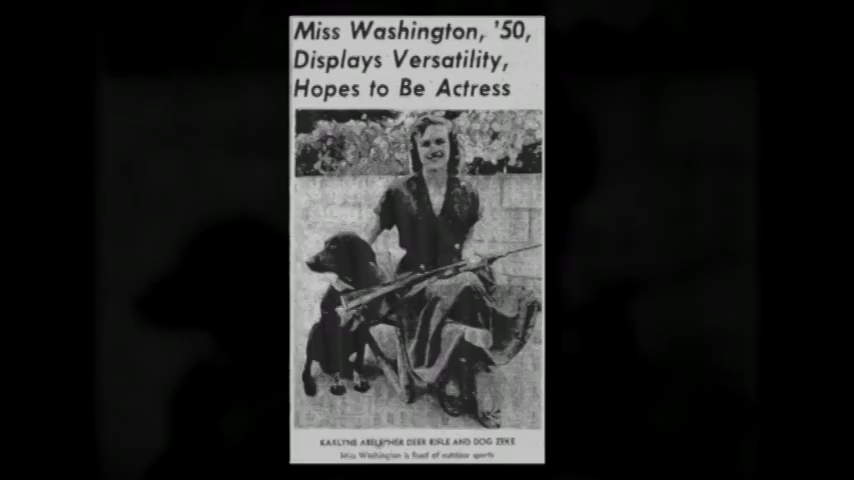 Miss Washington, '50,
Displays Versatility,
Hopes to Be Actress
HER DEER RIFLE AND DOG ZEKE
Miss Washington is fond of outdoor sports